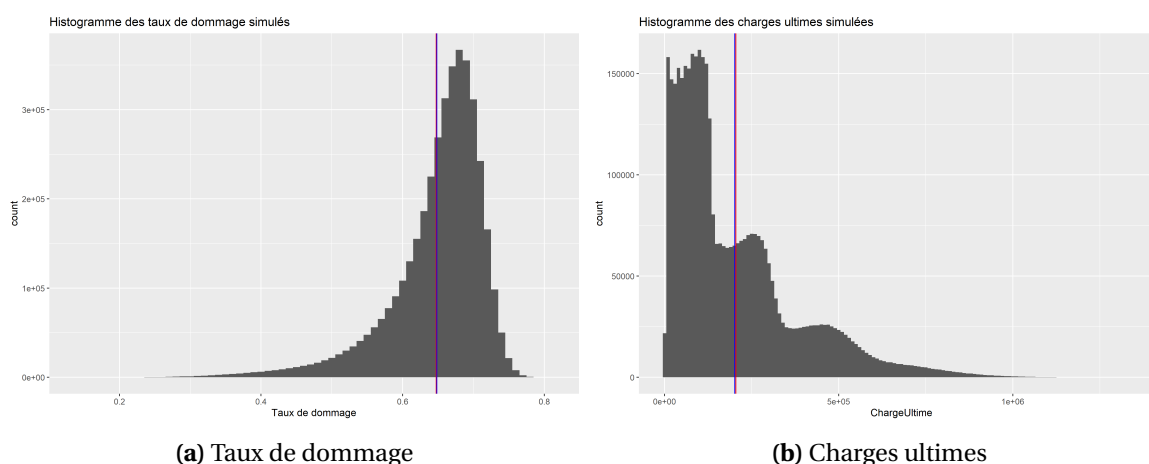 Histogramme des taux de dommage simulés
3e+05
2e+05
1e+05
0e+00
count
0.2 0.4 0.6 0.8
Taux de dommage
(a) Taux de dommage
Histogramme des charges ultimes simulées
150000
100000
50000
0
count
0e+00 5e+05 1e+06
ChargeUltime
(b) Charges ultimes